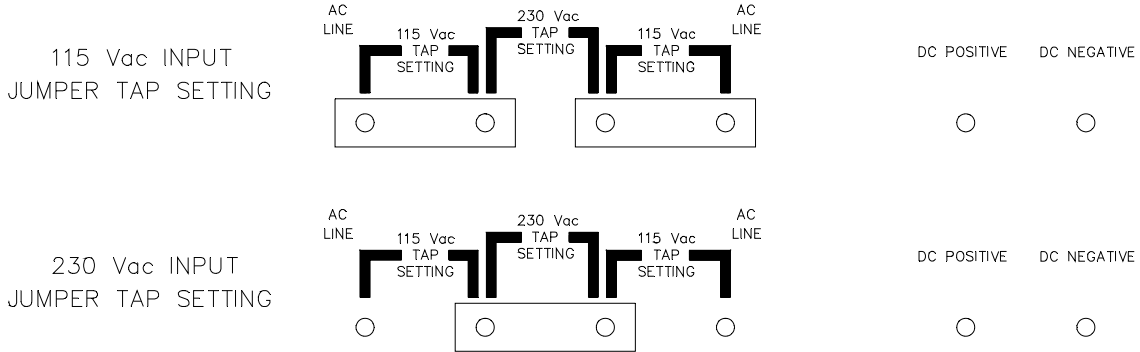 115 Vac INPUT
JUMPER TAP SETTING
AC
LINE
115 Vac
TAP
SETTING
230 Vac
TAP
SETTING
115 Vac
TAP
SETTING
AC
LINE
DC POSITIVE
DC NEGATIVE
230 Vac INPUT
JUMPER TAP SETTING
AC
LINE
115 Vac
TAP
SETTING
230 Vac
TAP
SETTING
115 Vac
TAP
SETTING
AC
LINE
DC POSITIVE
DC NEGATIVE